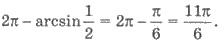 2π − arcsin 1/2 = 2π − π/6 = 11π/6.